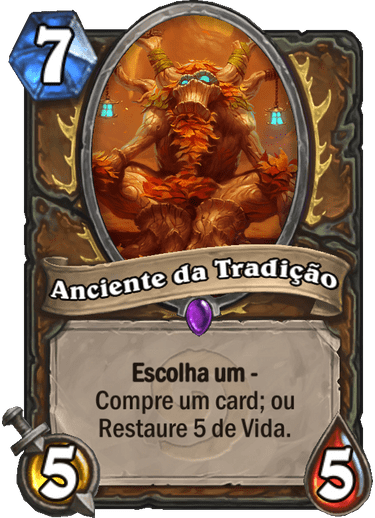 7
Anciente da Tradição
Escolha um -
Compre um card; ou
Restaure 5 de Vida.
5 5